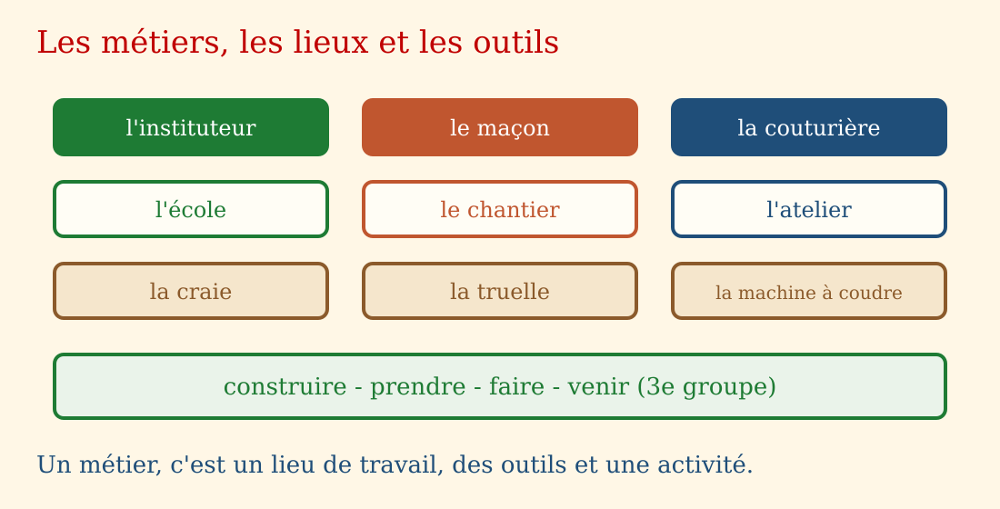 Les métiers, les lieux et les outils
l'instituteur
le maçon
la couturière
l'école
le chantier
l'atelier
la craie
la truelle
la machine à coudre
construire - prendre - faire - venir (3e groupe)
Un métier, c'est un lieu de travail, des outils et une activité.